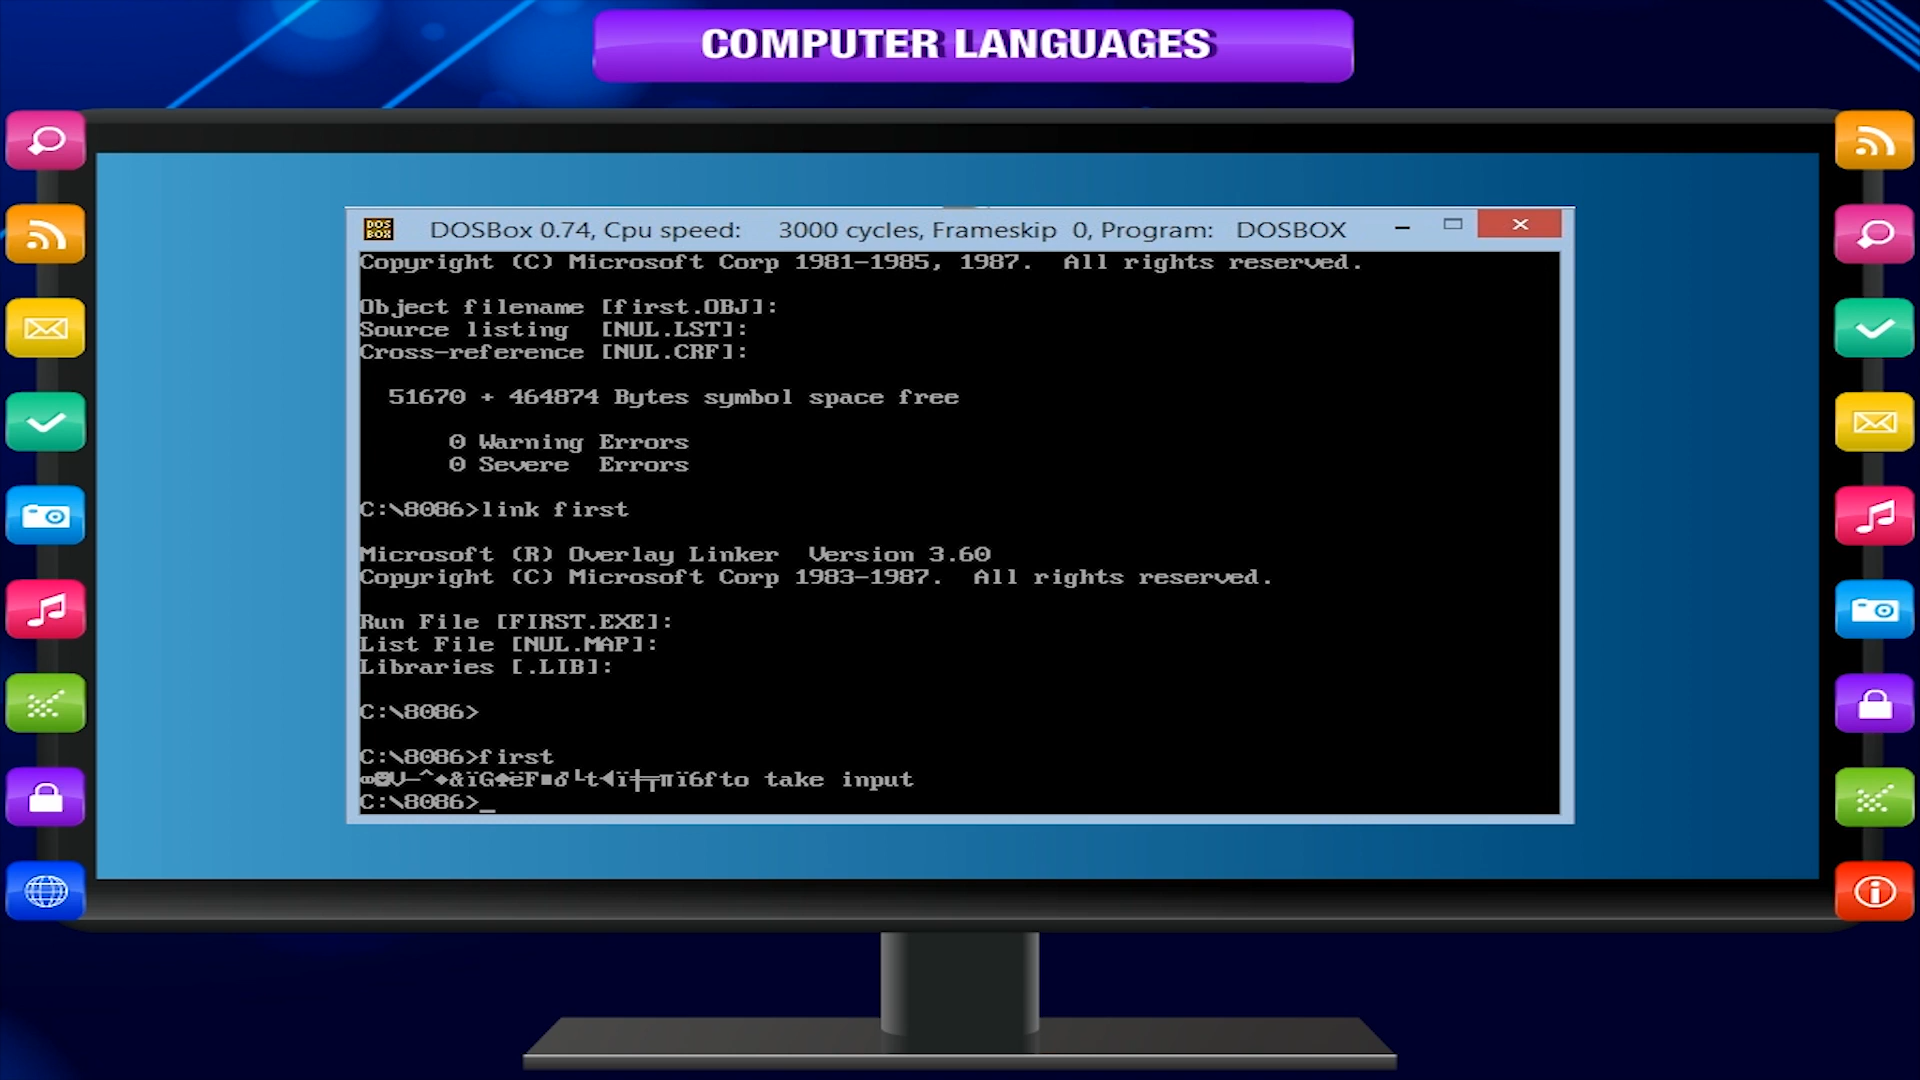 COMPUTER LANGUAGES
DOSBox 0.74, Cpu speed: 3000 cycles, Frameskip 0, Program: DOSBOX
Copyright (C) Microsoft Corp 1981-1985, 1987. All rights reserved.
Object filename [first.OBJ]:
Source listing [NUL.LST]:
Cross-reference [NUL.CRF]:
51670 + 464874 Bytes symbol space free
0 Warning Errors
0 Severe Errors
C:\8086>link first
Microsoft (R) Overlay Linker Version 3.60
Copyright (C) Microsoft Corp 1983-1987. All rights reserved.
Run File [FIRST.EXE]:
List File [NUL.MAP]:
Libraries [.LIB]:
C:\8086>
C:\8086>first
to take input
C:\8086>_